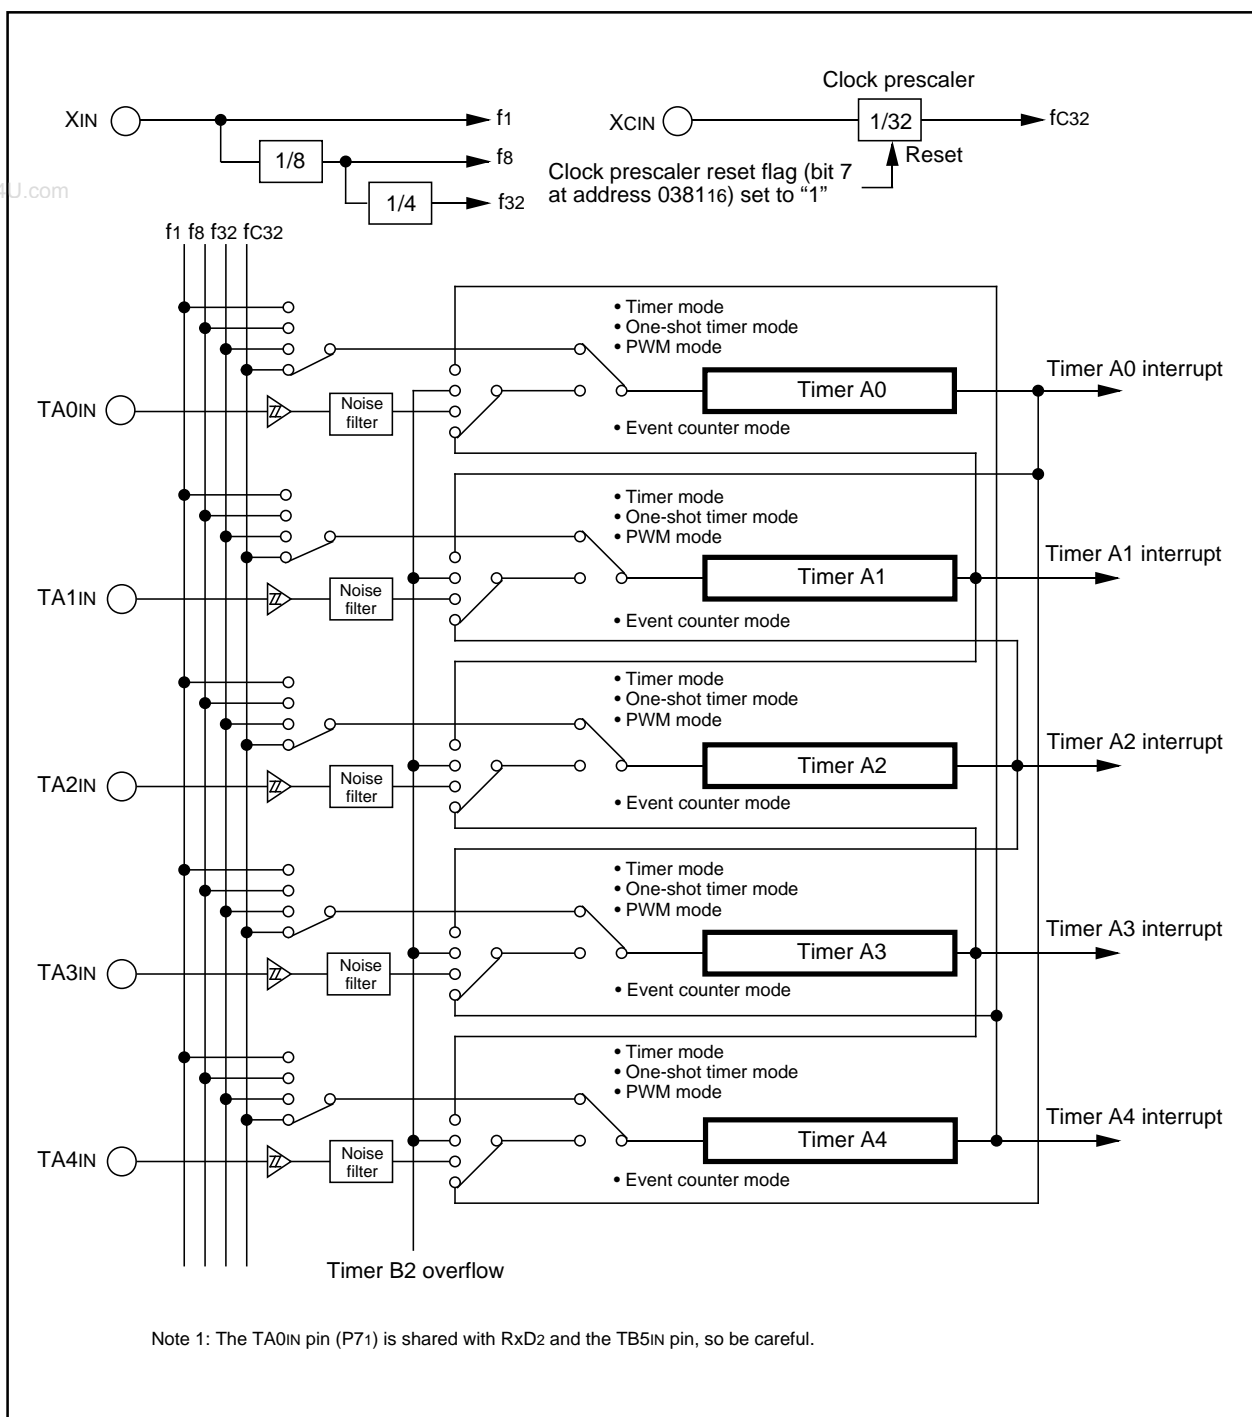 Clock prescaler
XIN
f1
XCIN
1/32
fC32
1/8
f8
Reset
Clock prescaler reset flag (bit 7
at address 038116) set to “1”
4U.com
1/4
f32
f1 f8 f32 fC32
• Timer mode
• One-shot timer mode
• PWM mode
Timer A0 interrupt
Timer A0
TA0IN
Noise
filter
• Event counter mode
• Timer mode
• One-shot timer mode
• PWM mode
Timer A1 interrupt
Timer A1
TA1IN
Noise
filter
• Event counter mode
• Timer mode
• One-shot timer mode
• PWM mode
Timer A2 interrupt
Timer A2
TA2IN
Noise
filter
• Event counter mode
• Timer mode
• One-shot timer mode
• PWM mode
Timer A3 interrupt
Timer A3
TA3IN
Noise
filter
• Event counter mode
• Timer mode
• One-shot timer mode
• PWM mode
Timer A4 interrupt
Timer A4
TA4IN
Noise
filter
• Event counter mode
Timer B2 overflow
Note 1: The TA0IN pin (P71) is shared with RxD2 and the TB5IN pin, so be careful.